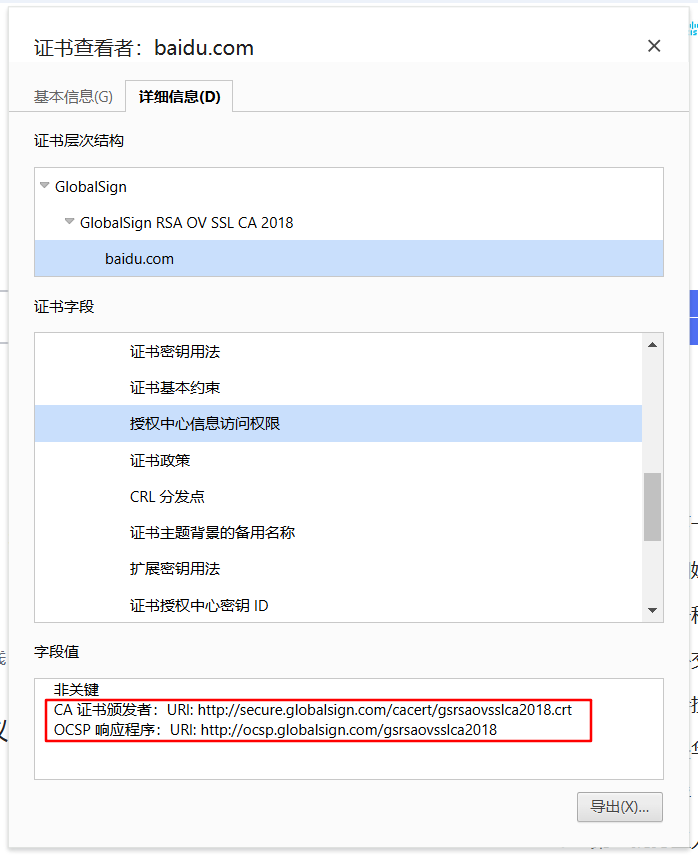 证书查看者：baidu.com
基本信息(G)
详细信息(D)
证书层次结构
GlobalSign
GlobalSign RSA OV SSL CA 2018
baidu.com
证书字段
证书密钥用法
证书基本约束
授权中心信息访问权限
证书政策
CRL 分发点
证书主题背景的备用名称
扩展密钥用法
证书授权中心密钥 ID
字段值
非关键
CA 证书颁发者：URI: http://secure.globalsign.com/cacert/gsrsaovsslca2018.crt
OCSP 响应程序：URI: http://ocsp.globalsign.com/gsrsaovsslca2018
导出(X)...